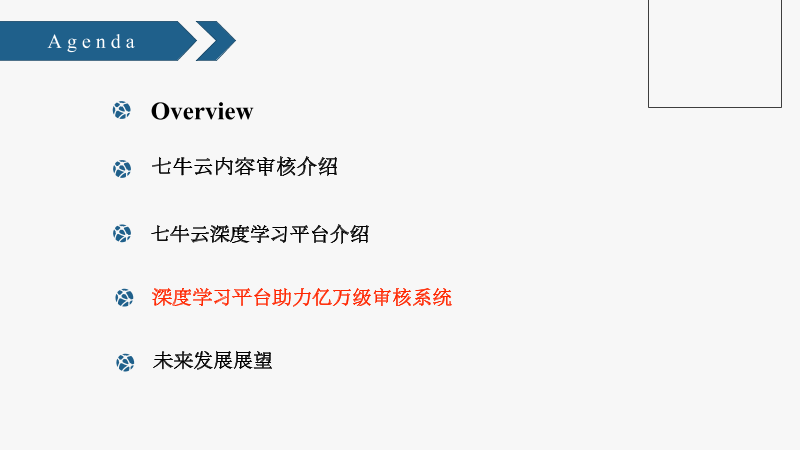 Agenda
Overview
七牛云内容审核介绍
七牛云深度学习平台介绍
深度学习平台助力亿万级审核系统
未来发展展望